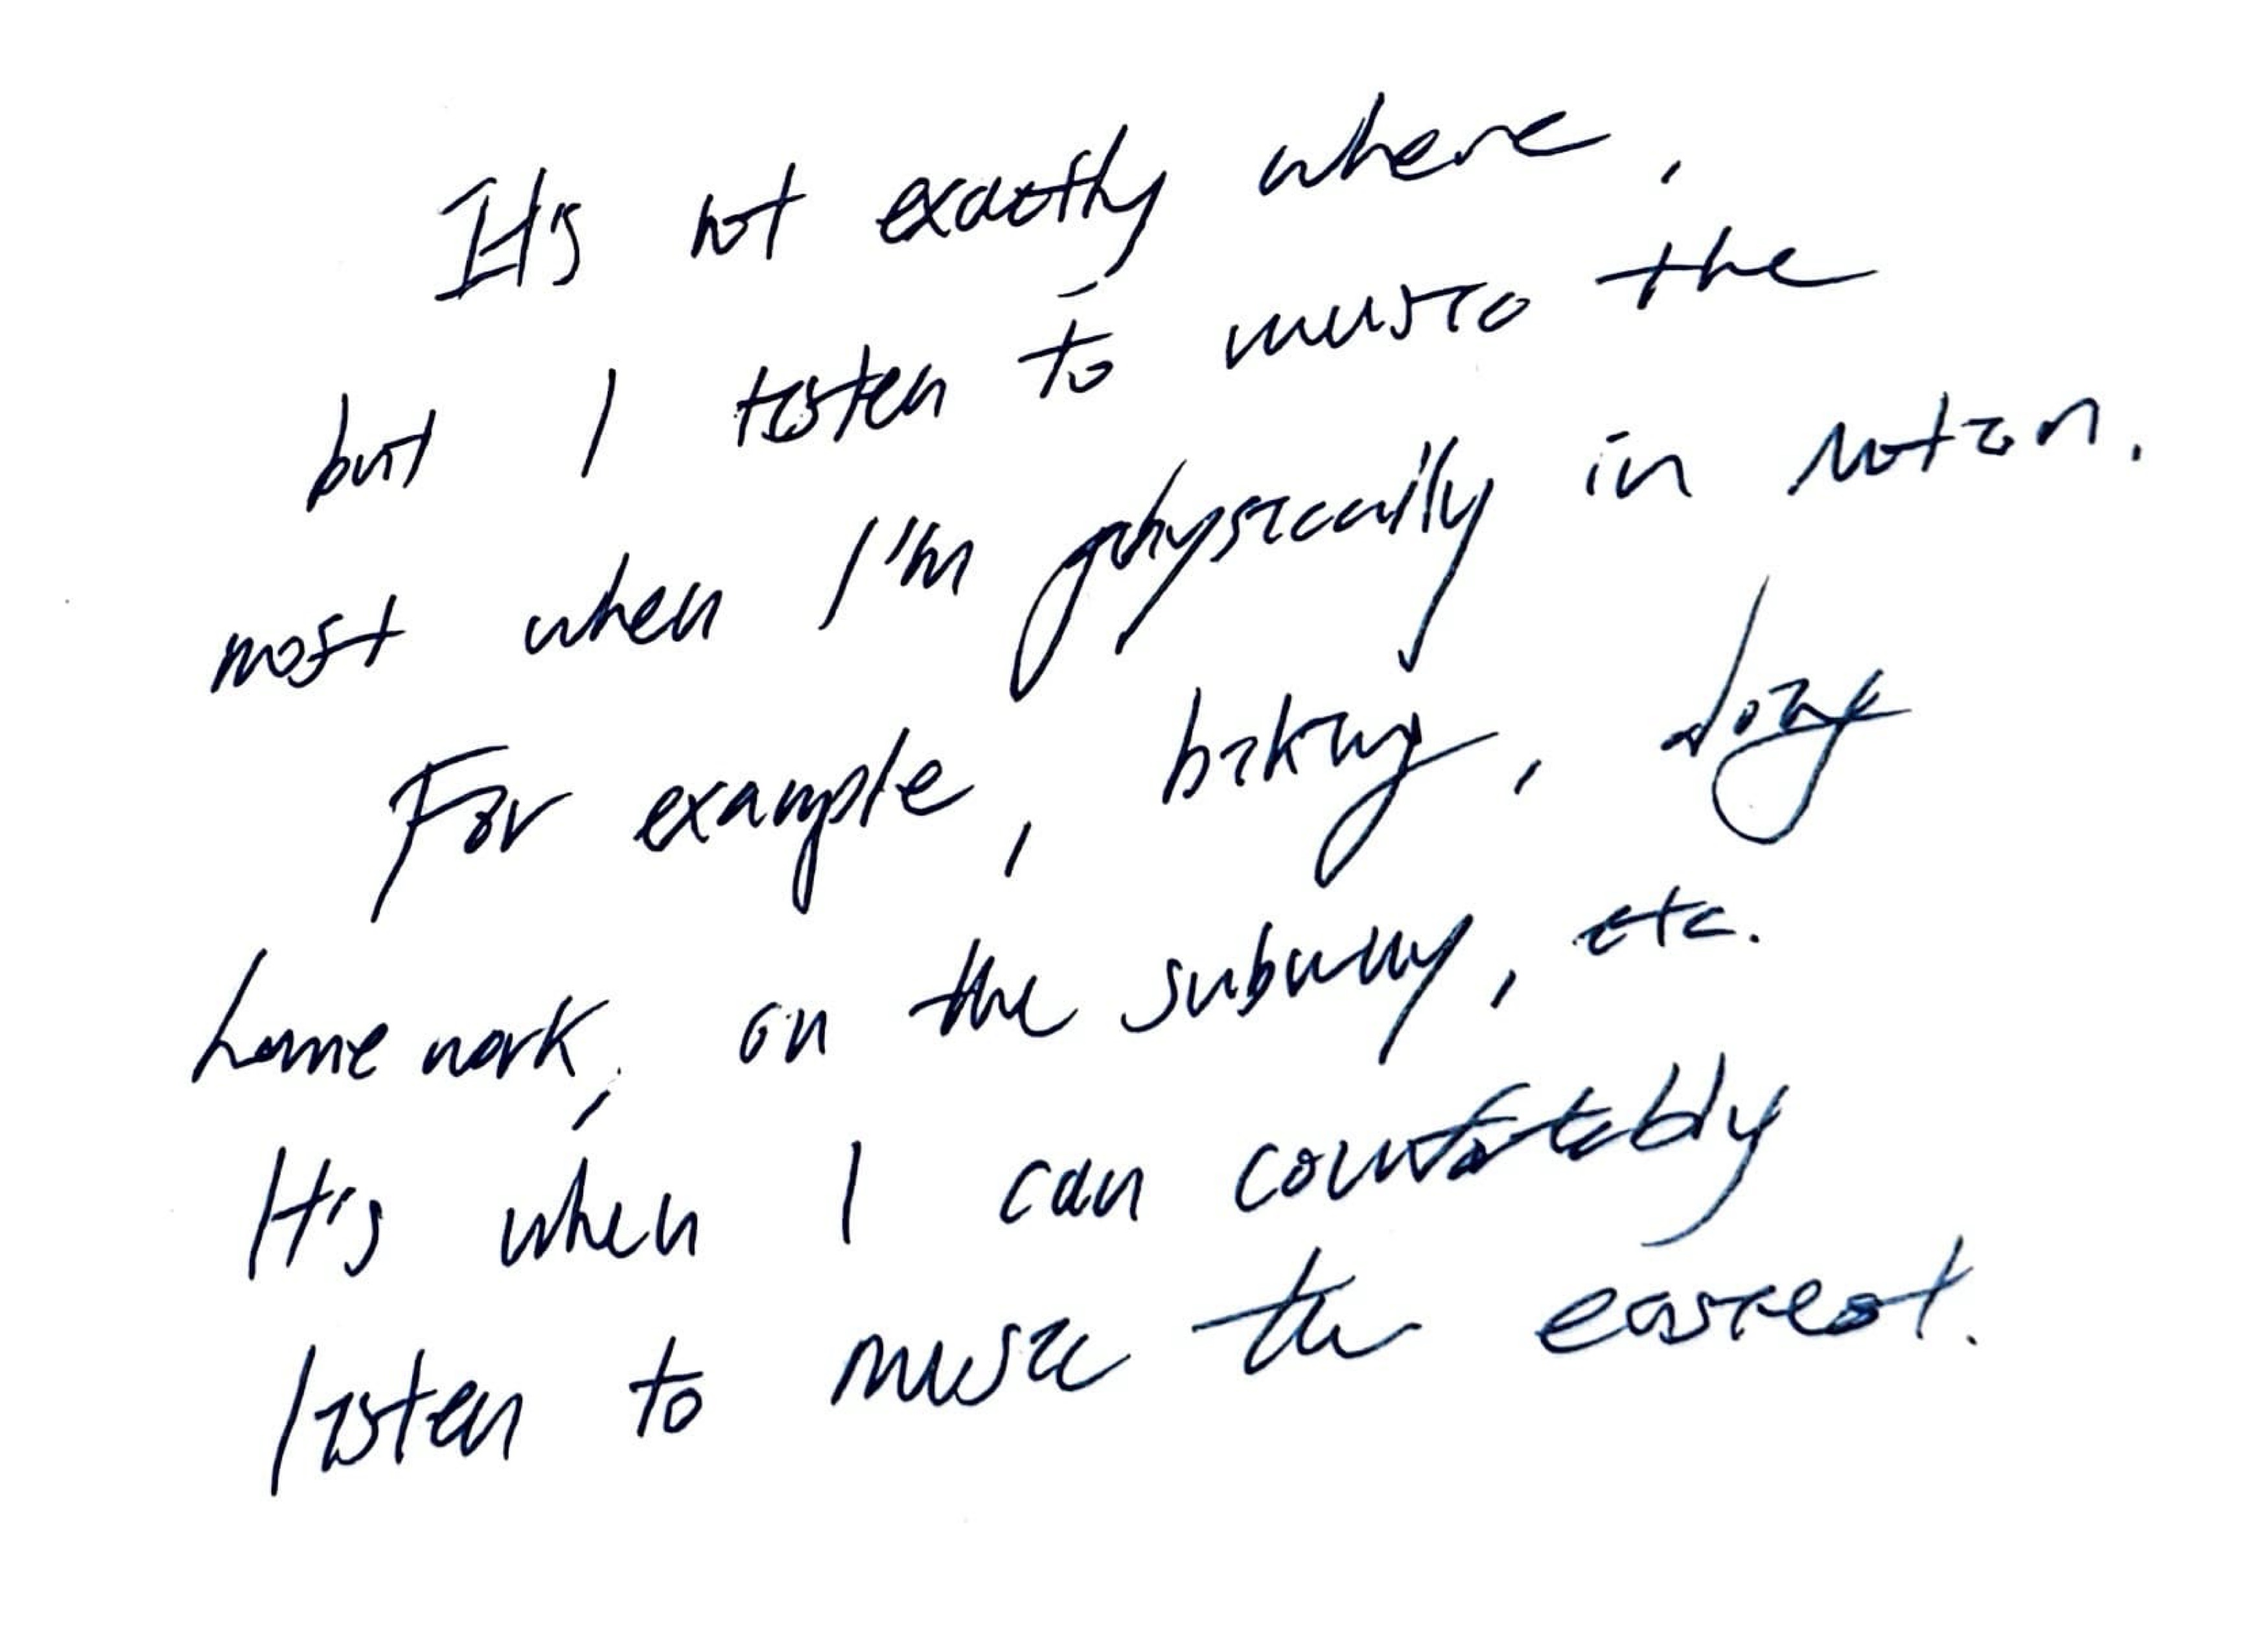 It's not exactly where,
but I listen to music the
most when I'm physically in motion.
For example, biking, doing
homework, on the subway, etc.
It's when I can comfortably
listen to music the easiest.